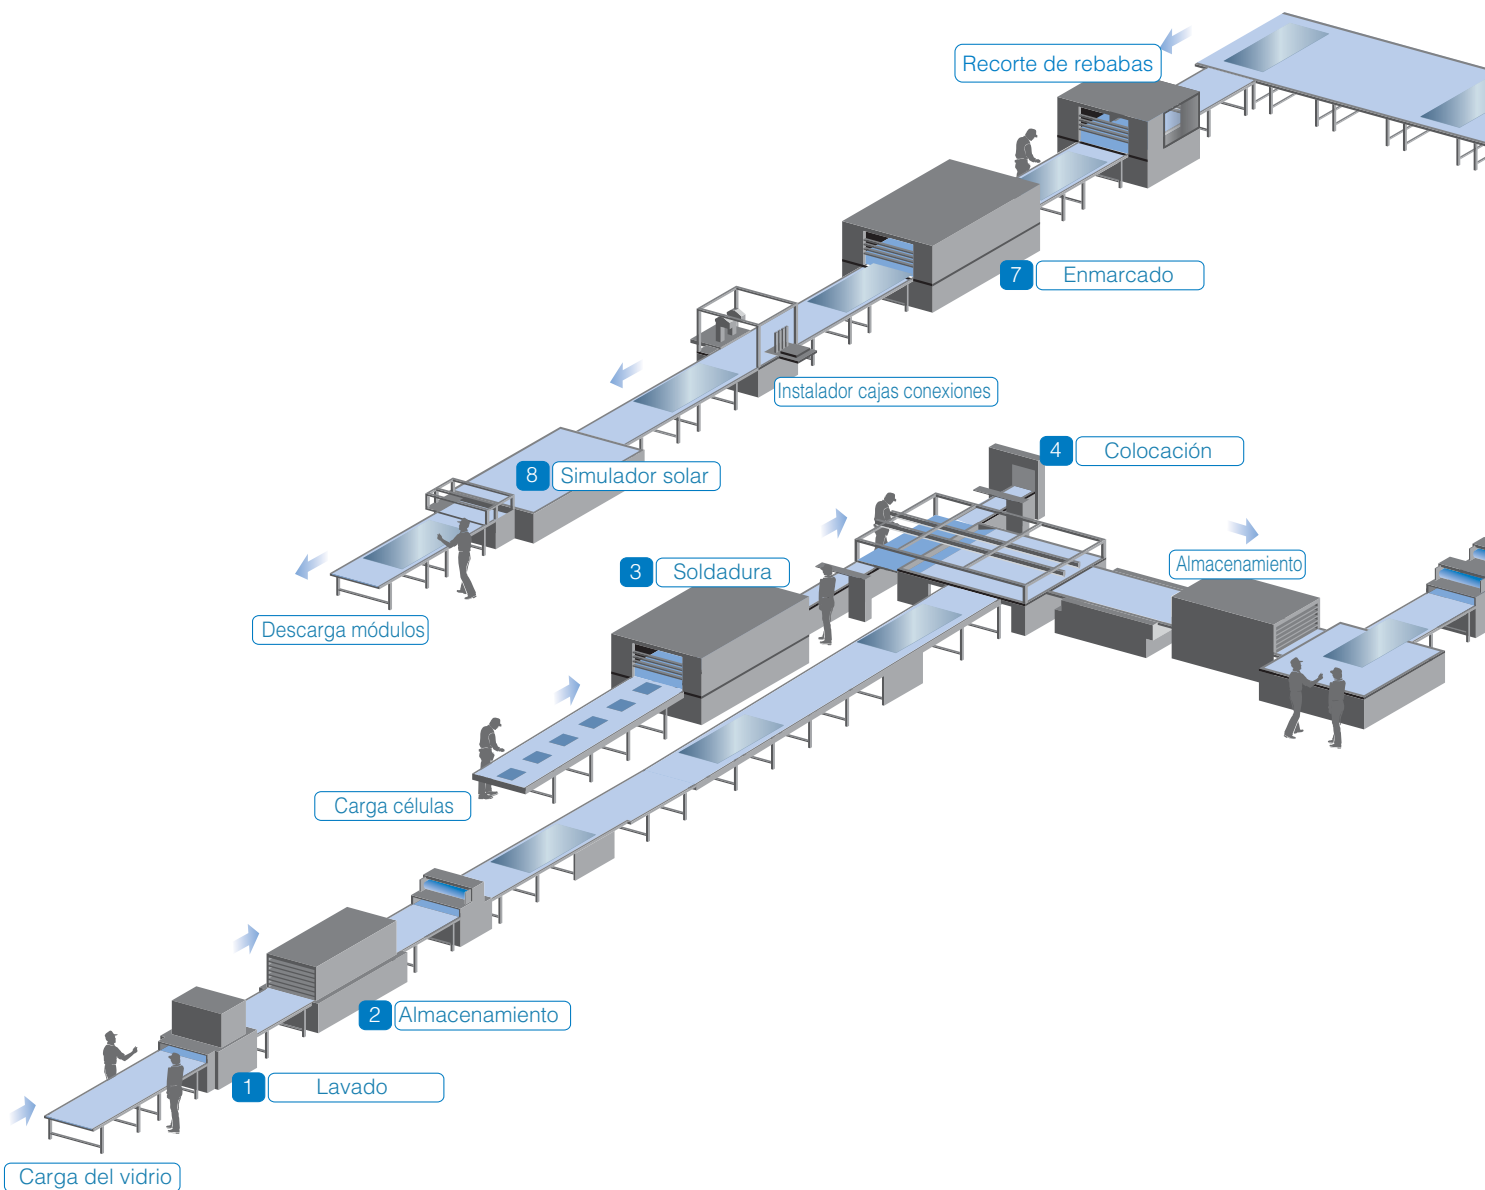 Recorte de rebabas
7 Enmarcado
Instalador cajas conexiones
4 Colocación
8 Simulador solar
Almacenamiento
3 Soldadura
Descarga módulos
Carga células
2 Almacenamiento
1 Lavado
Carga del vidrio